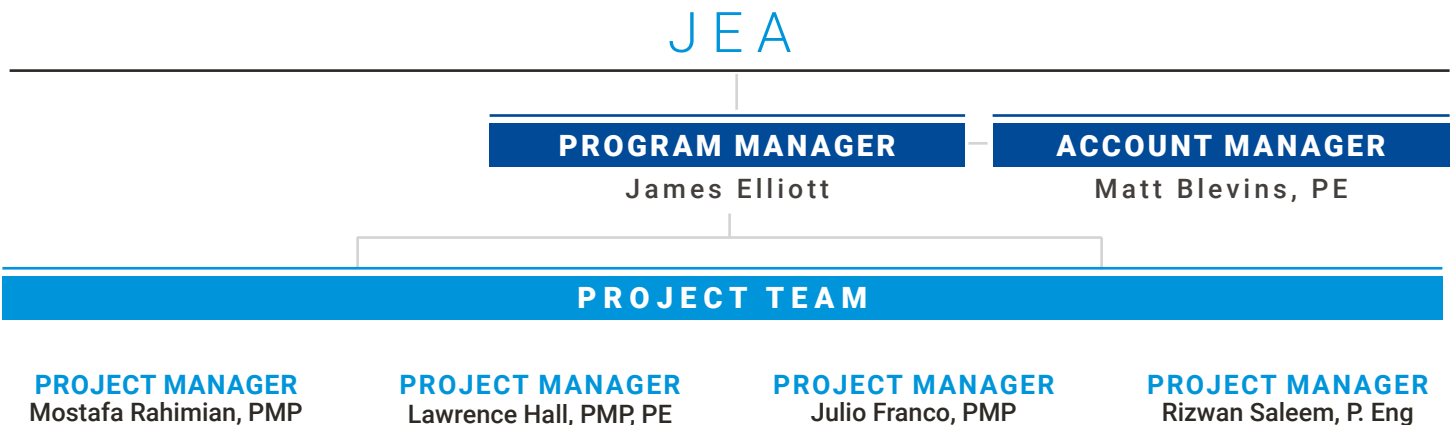 JEA
PROGRAM MANAGER
James Elliott
ACCOUNT MANAGER
Matt Blevins, PE
PROJECT TEAM
PROJECT MANAGER
Mostafa Rahimian, PMP
PROJECT MANAGER
Lawrence Hall, PMP, PE
PROJECT MANAGER
Julio Franco, PMP
PROJECT MANAGER
Rizwan Saleem, P. Eng